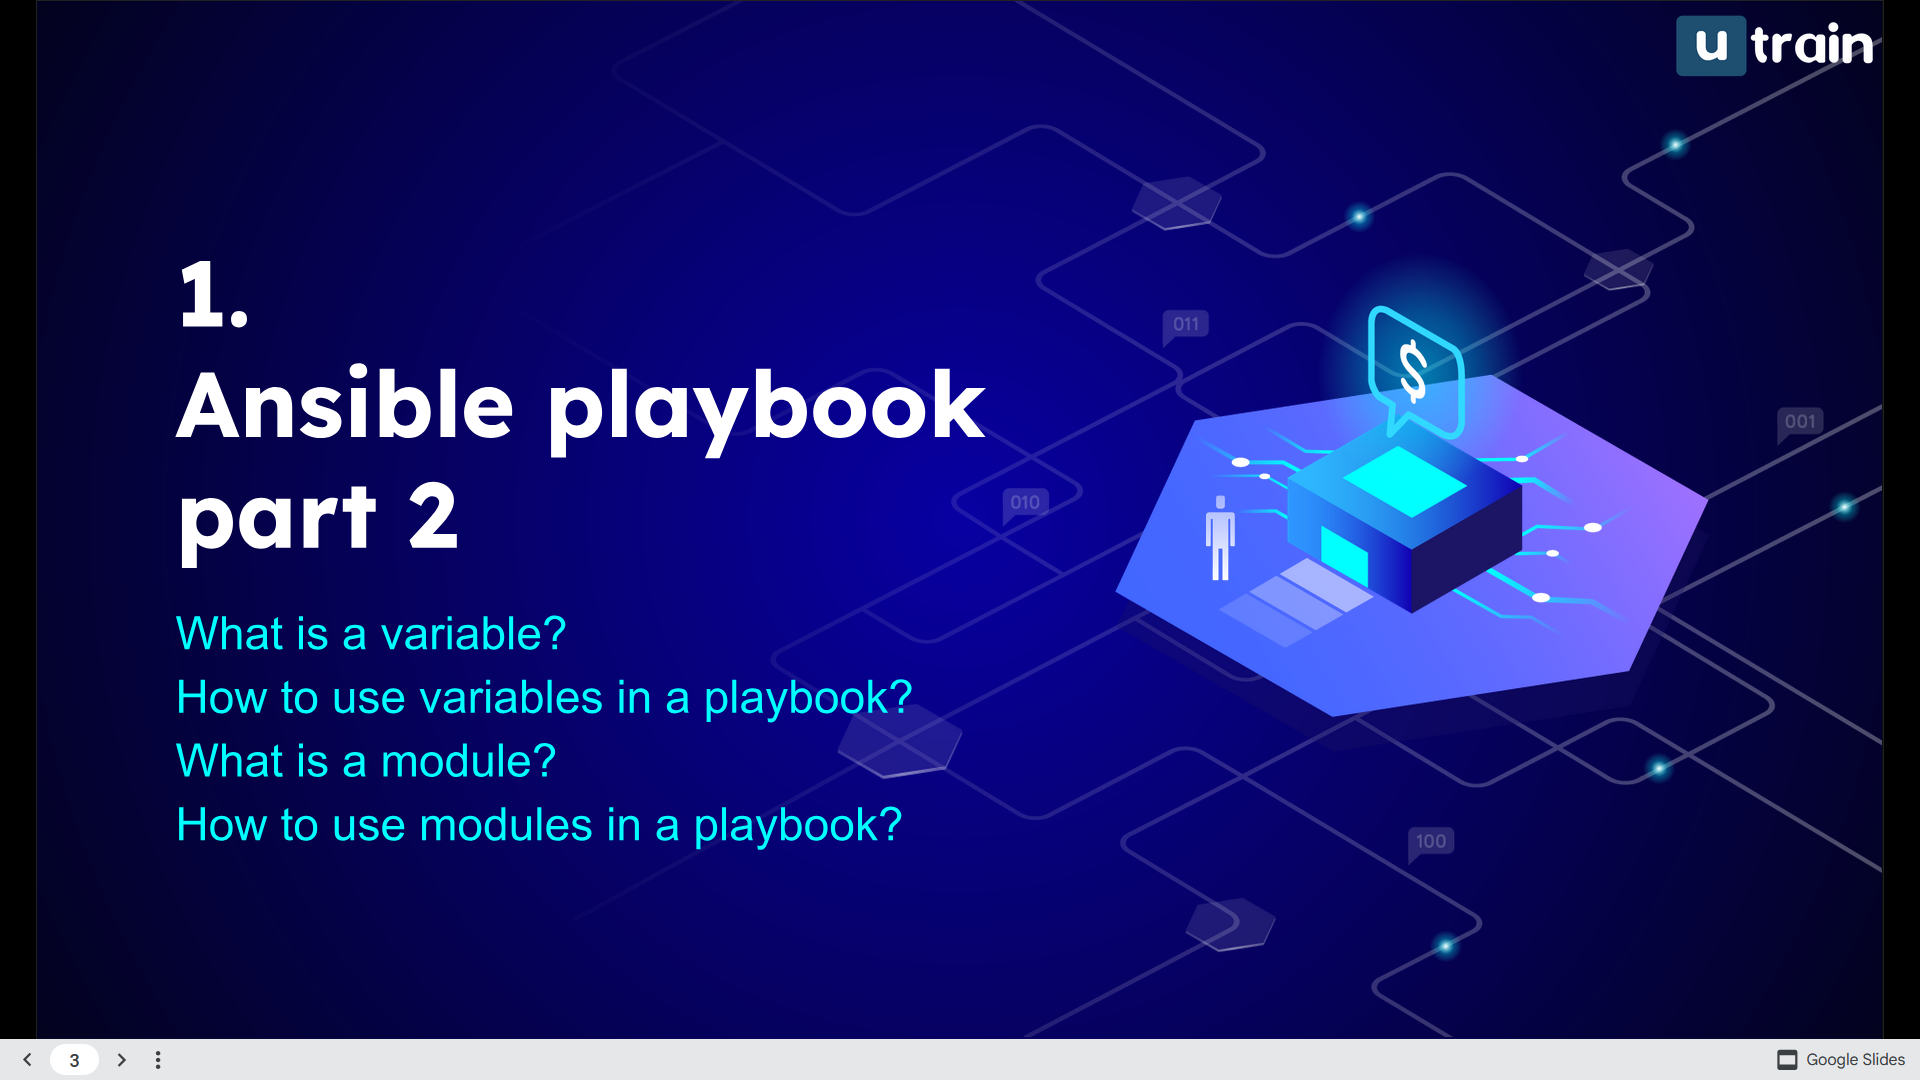 u train
1.
Ansible playbook
part 2
What is a variable?
How to use variables in a playbook?
What is a module?
How to use modules in a playbook?
011
010
001
100
$
3
Google Slides